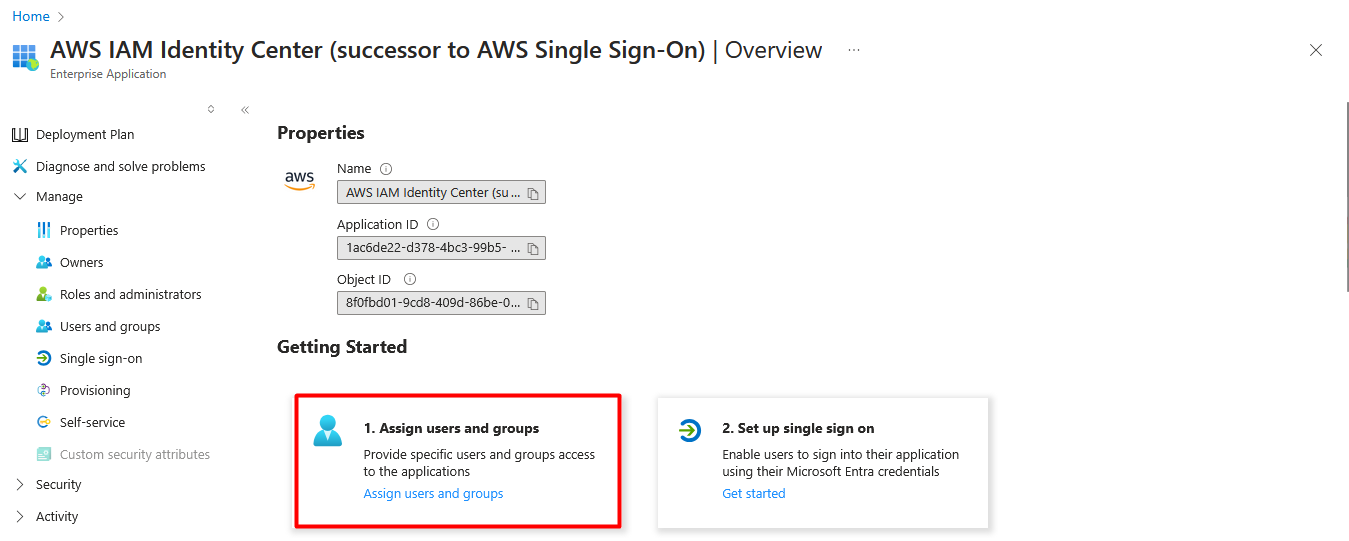 Home
AWS IAM Identity Center (successor to AWS Single Sign-On) | Overview ...
Enterprise Application
Deployment Plan
Diagnose and solve problems
Manage
Properties
Owners
Roles and administrators
Users and groups
Single sign-on
Provisioning
Self-service
Custom security attributes
Security
Activity
Properties
aws
Name
AWS IAM Identity Center (su ...
Application ID
1ac6de22-d378-4bc3-99b5- ...
Object ID
8f0fbd01-9cd8-409d-86be-0...
Getting Started
1. Assign users and groups
Provide specific users and groups access
to the applications
Assign users and groups
2. Set up single sign on
Enable users to sign into their application
using their Microsoft Entra credentials
Get started